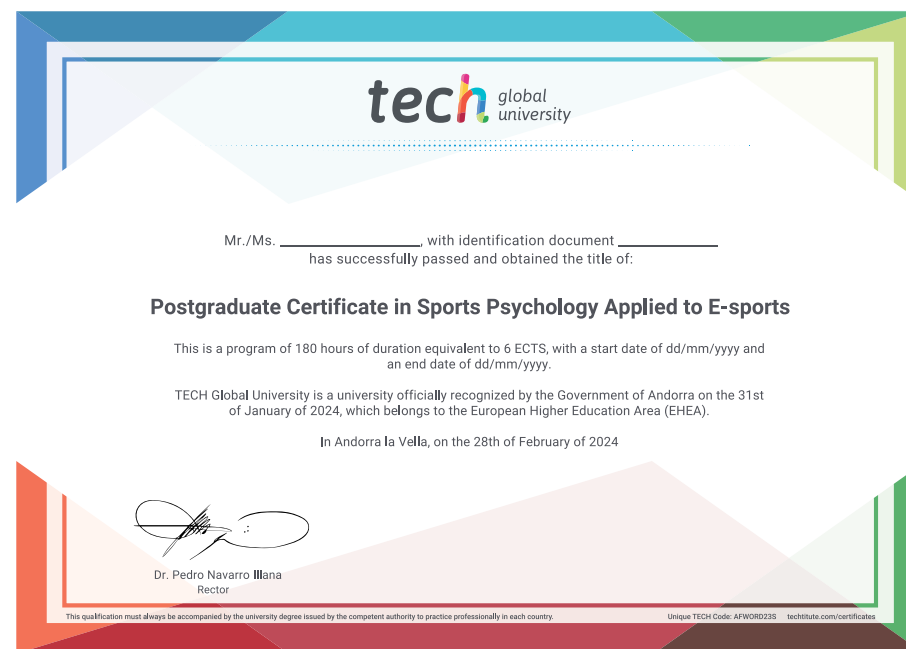 tech global
university
Mr./Ms. ____________________, with identification document ______________
has successfully passed and obtained the title of:
Postgraduate Certificate in Sports Psychology Applied to E-sports
This is a program of 180 hours of duration equivalent to 6 ECTS, with a start date of dd/mm/yyyy and
an end date of dd/mm/yyyy.
TECH Global University is a university officially recognized by the Government of Andorra on the 31st
of January of 2024, which belongs to the European Higher Education Area (EHEA).
In Andorra la Vella, on the 28th of February of 2024
Dr. Pedro Navarro Illana
Rector
This qualification must always be accompanied by the university degree issued by the competent authority to practice professionally in each country.
Unique TECH Code: AFWORD23S techtitute.com/certificates